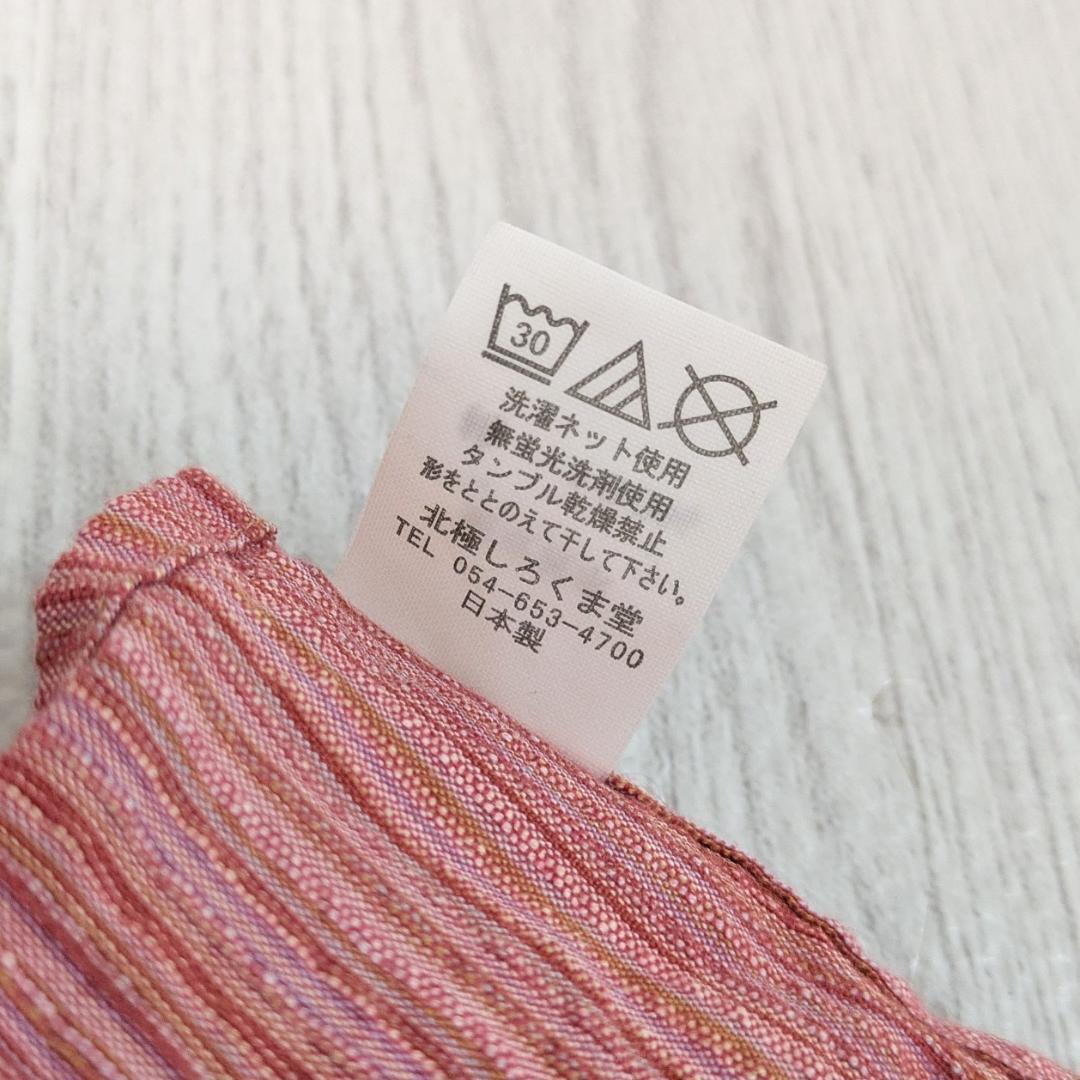 30
洗濯ネット使用
無蛍光洗剤使用
タンブル乾燥禁止
形をととのえて干して下さい。
北極しろくま堂
TEL 054-653-4700
日本製